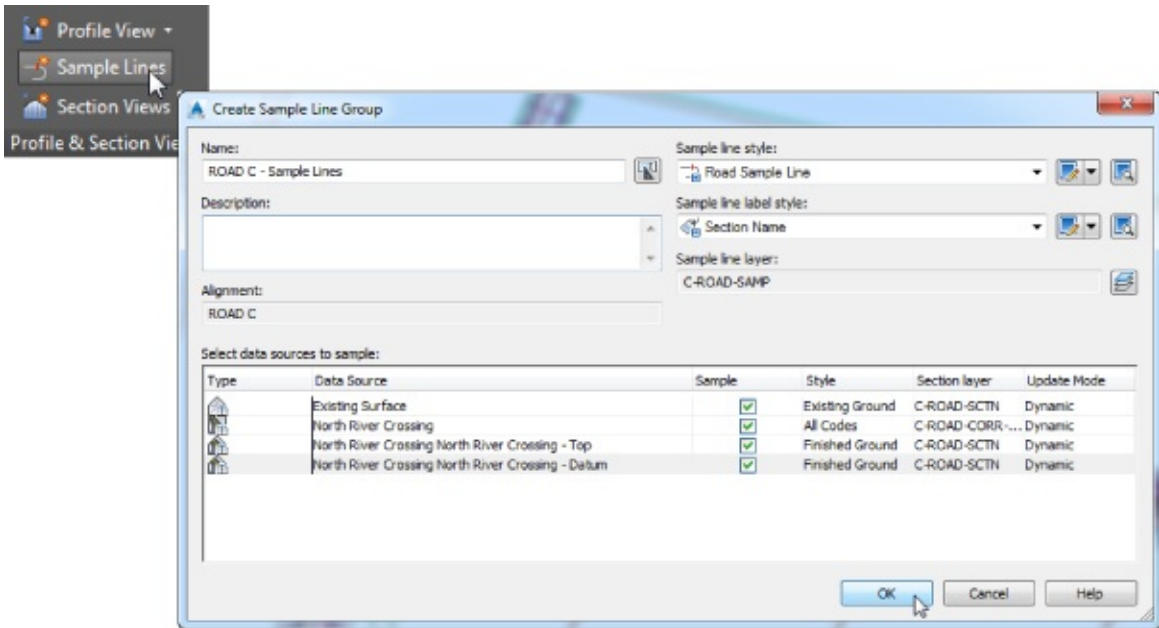 Profile View
Sample Lines
Section Views
Profile & Section Vie
Create Sample Line Group
Name:
ROAD C - Sample Lines
Description:
Alignment:
ROAD C
Sample line style:
Road Sample Line
Sample line label style:
Section Name
Sample line layer:
C-ROAD-SAMP
Select data sources to sample:
Type Data Source Sample Style Section layer Update Mode
Existing Surface Existing Ground C-ROAD-SCTN Dynamic
North River Crossing All Codes C-ROAD-CORR-... Dynamic
North River Crossing North River Crossing - Top Finished Ground C-ROAD-SCTN Dynamic
North River Crossing North River Crossing - Datum Finished Ground C-ROAD-SCTN Dynamic
OK Cancel Help